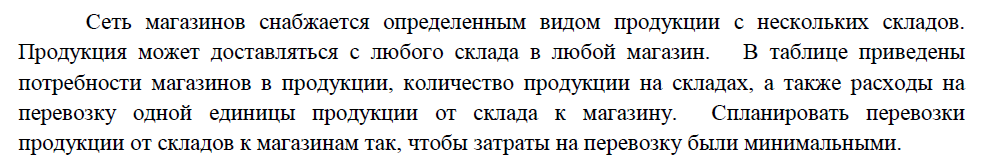 Сеть магазинов снабжается определенным видом продукции с нескольких складов.
Продукция может доставляться с любого склада в любой магазин. В таблице приведены
потребности магазинов в продукции, количество продукции на складах, а также расходы на
перевозку одной единицы продукции от склада к магазину. Спланировать перевозки
продукции от складов к магазинам так, чтобы затраты на перевозку были минимальными.